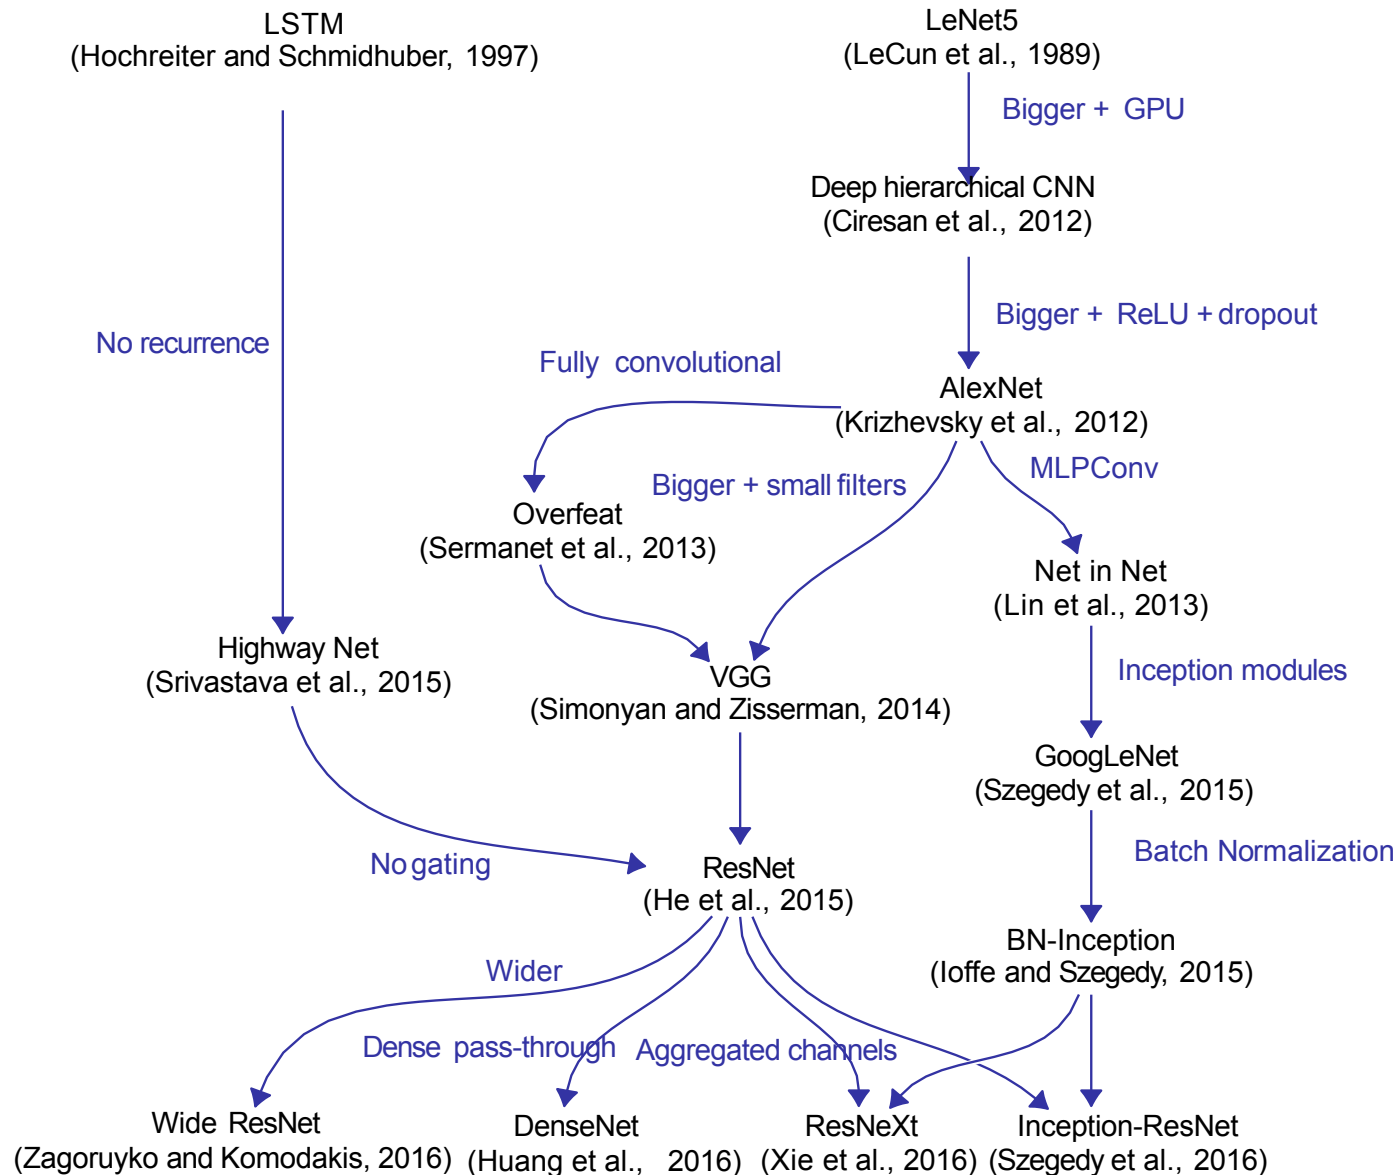 LSTM
(Hochreiter and Schmidhuber, 1997)
LeNet5
(LeCun et al., 1989)
Bigger + GPU
Deep hierarchical CNN
(Ciresan et al., 2012)
No recurrence
Bigger + ReLU + dropout
Fully convolutional
AlexNet
(Krizhevsky et al., 2012)
Bigger + small filters
MLPConv
Overfeat
(Sermanet et al., 2013)
Net in Net
(Lin et al., 2013)
Highway Net
(Srivastava et al., 2015)
VGG
(Simonyan and Zisserman, 2014)
Inception modules
GoogLeNet
(Szegedy et al., 2015)
No gating
ResNet
(He et al., 2015)
Batch Normalization
BN-Inception
(Ioffe and Szegedy, 2015)
Wider
Dense pass-through
Aggregated channels
Wide ResNet
(Zagoruyko and Komodakis, 2016)
DenseNet
(Huang et al., 2016)
ResNeXt
(Xie et al., 2016)
Inception-ResNet
(Szegedy et al., 2016)